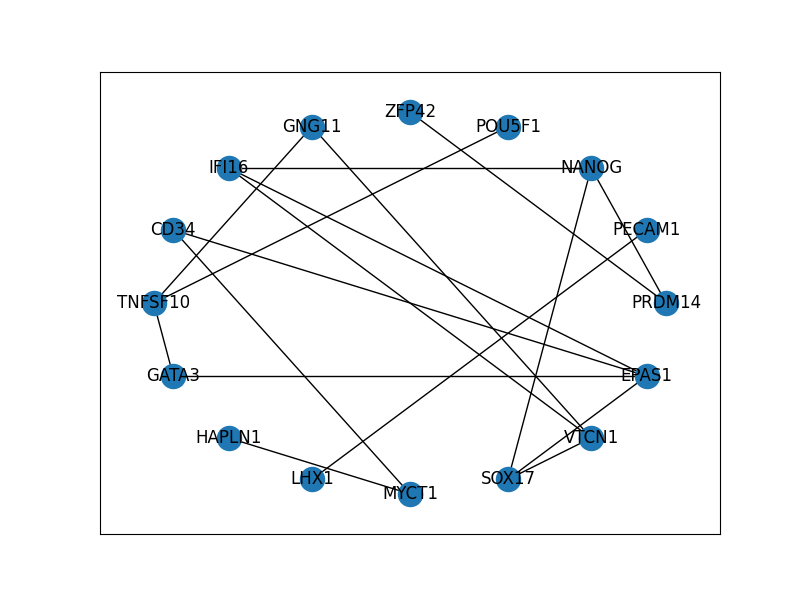 ZFP42
GNG11
POU5F1
IFI16
NANOG
CD34
PECAM1
TNFSF10
PRDM14
GATA3
EPAS1
HAPLN1
VTCN1
LHX1
SOX17
MYCT1